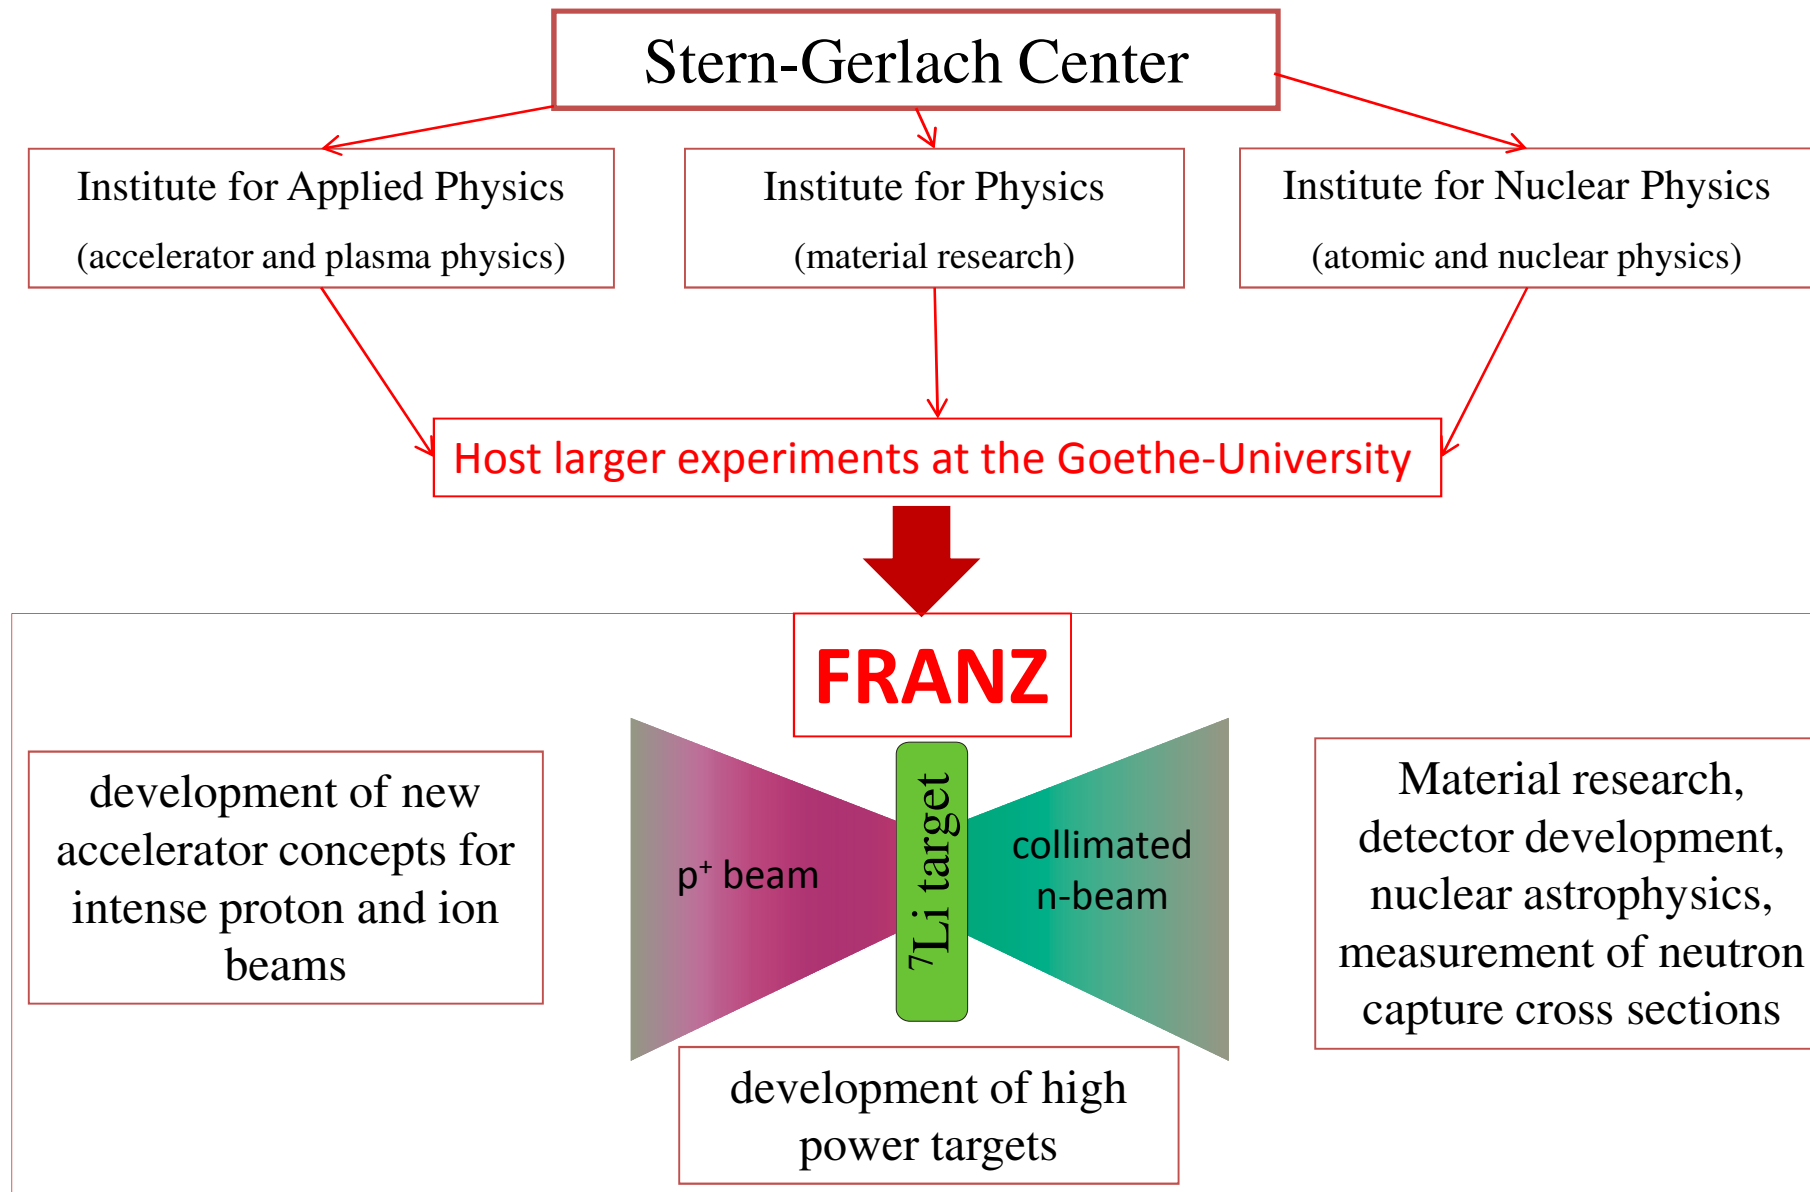 Stern-Gerlach Center
Institute for Applied Physics
(accelerator and plasma physics)
Institute for Physics
(material research)
Institute for Nuclear Physics
(atomic and nuclear physics)
Host larger experiments at the Goethe-University
FRANZ
development of new
accelerator concepts for
intense proton and ion
beams
p⁺ beam
⁷Li target
collimated
n-beam
Material research,
detector development,
nuclear astrophysics,
measurement of neutron
capture cross sections
development of high
power targets